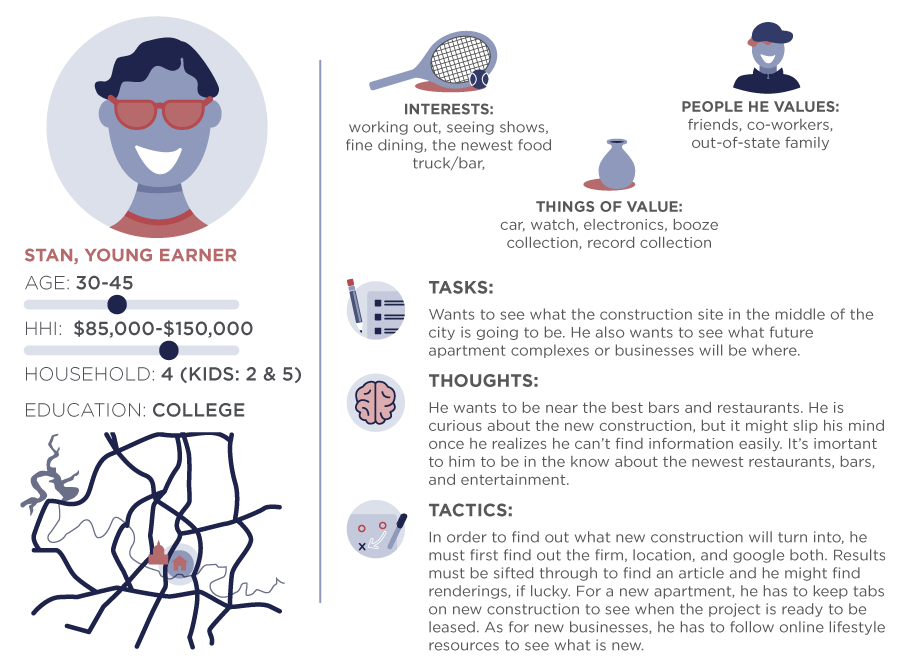 STAN, YOUNG EARNER
AGE: 30-45
HHI: $85,000-$150,000
HOUSEHOLD: 4 (KIDS: 2 & 5)
EDUCATION: COLLEGE
INTERESTS:
working out, seeing shows,
fine dining, the newest food
truck/bar,
PEOPLE HE VALUES:
friends, co-workers,
out-of-state family
THINGS OF VALUE:
car, watch, electronics, booze
collection, record collection
TASKS:
Wants to see what the construction site in the middle of the
city is going to be. He also wants to see what future
apartment complexes or businesses will be where.
THOUGHTS:
He wants to be near the best bars and restaurants. He is
curious about the new construction, but it might slip his mind
once he realizes he can't find information easily. It's imortant
to him to be in the know about the newest restaurants, bars,
and entertainment.
TACTICS:
In order to find out what new construction will turn into, he
must first find out the firm, location, and google both. Results
must be sifted through to find an article and he might find
renderings, if lucky. For a new apartment, he has to keep tabs
on new construction to see when the project is ready to be
leased. As for new businesses, he has to follow online lifestyle
resources to see what is new.